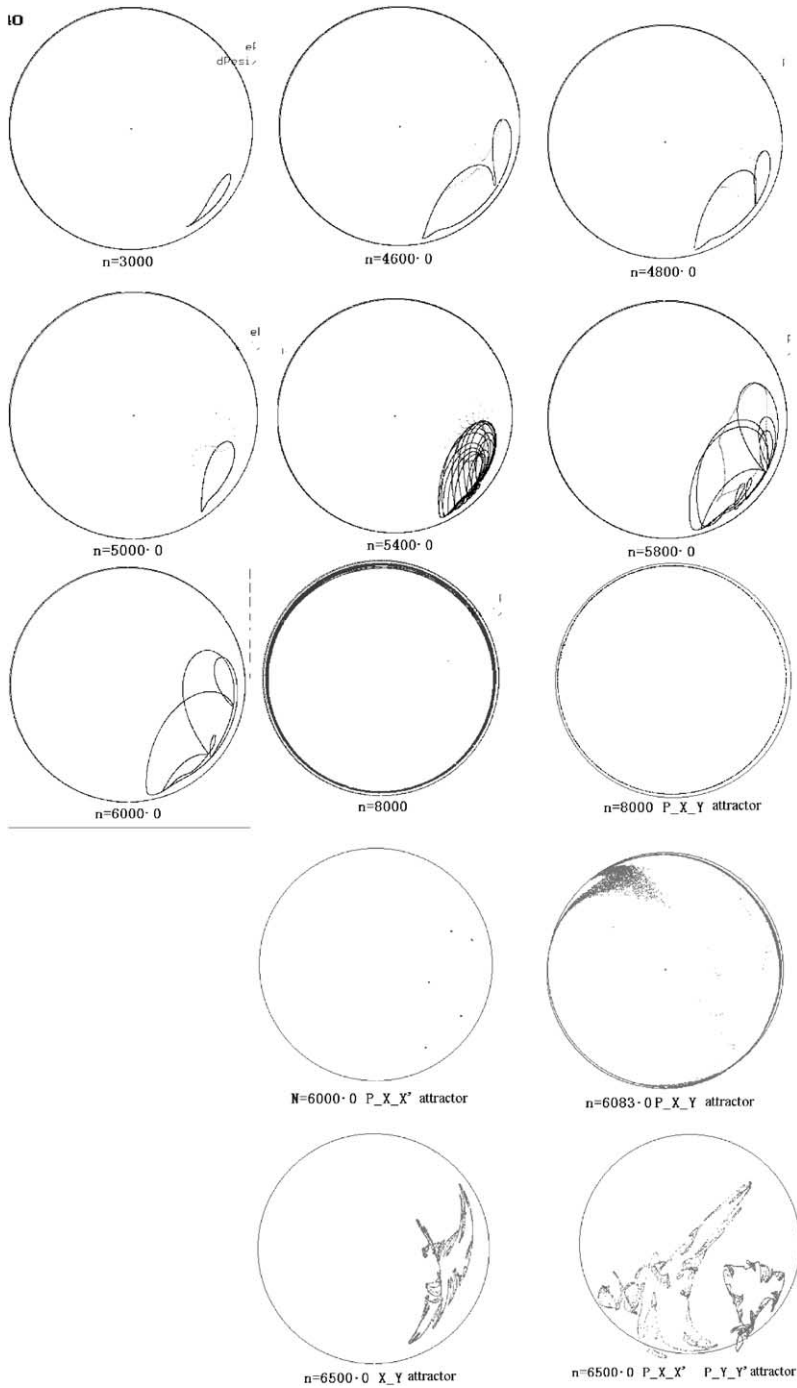 n=3000
n=4600·0
n=4800·0
n=5000·0
n=5400·0
n=5800·0
n=6000·0
n=8000
n=8000 P_X_Y attractor
N=6000·0 P_X_X' attractor
n=6083·0 P_X_Y attractor
n=6500·0 X_Y attractor
n=6500·0 P_X_X' P_Y_Y' attractor